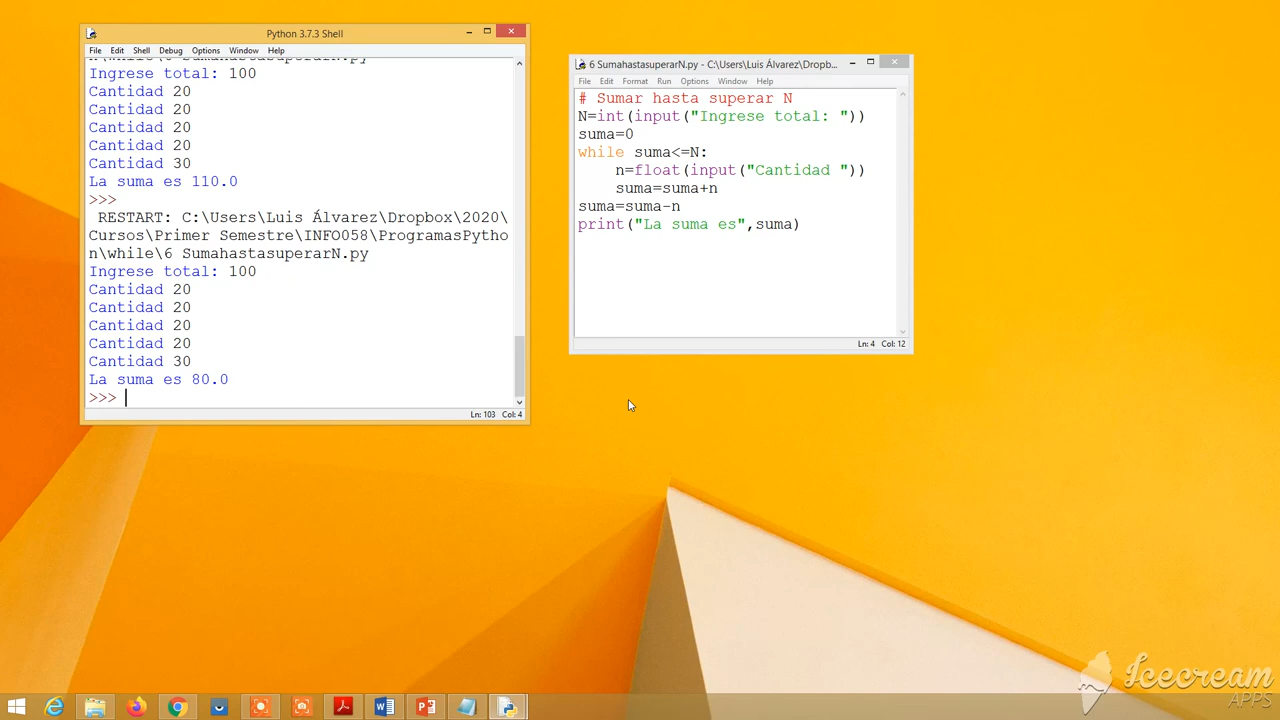 Python 3.7.3 Shell
File Edit Shell Debug Options Window Help
Ingrese total: 100
Cantidad 20
Cantidad 20
Cantidad 20
Cantidad 20
Cantidad 30
La suma es 110.0
>>>
RESTART: C:\Users\Luis Álvarez\Dropbox\2020\
Cursos\Primer Semestre\INFO058\ProgramasPytho
n\while\6 SumahastasuperarN.py
Ingrese total: 100
Cantidad 20
Cantidad 20
Cantidad 20
Cantidad 20
Cantidad 30
La suma es 80.0
>>>
Ln: 103 Col: 4
6 SumahastasuperarN.py - C:\Users\Luis Álvarez\Dropb...
File Edit Format Run Options Window Help
# Sumar hasta superar N
N=int(input("Ingrese total: "))
suma=0
while suma<=N:
    n=float(input("Cantidad "))
    suma=suma+n
suma=suma-n
print("La suma es",suma)
Ln: 4 Col: 12
Icecream
APPS